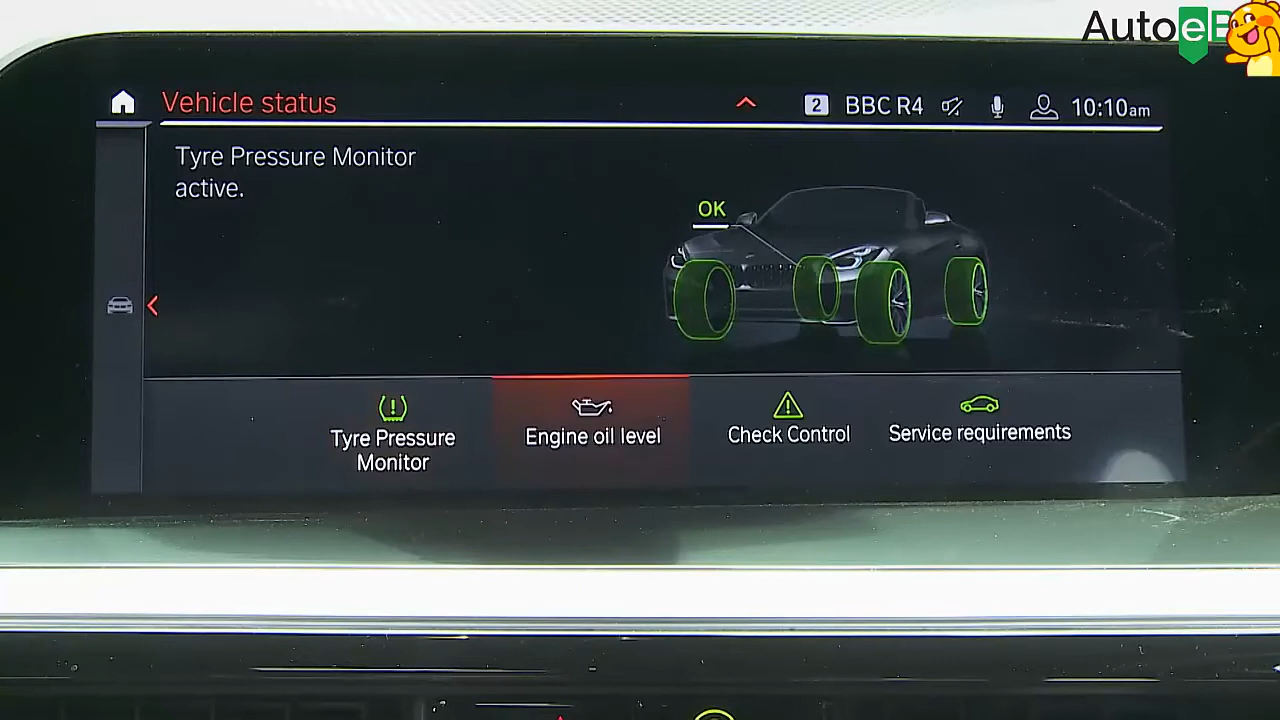 AutoeB
Vehicle status
2 BBC R4 10:10am
Tyre Pressure Monitor
active.
OK
Tyre Pressure
Monitor
Engine oil level
Check Control
Service requirements